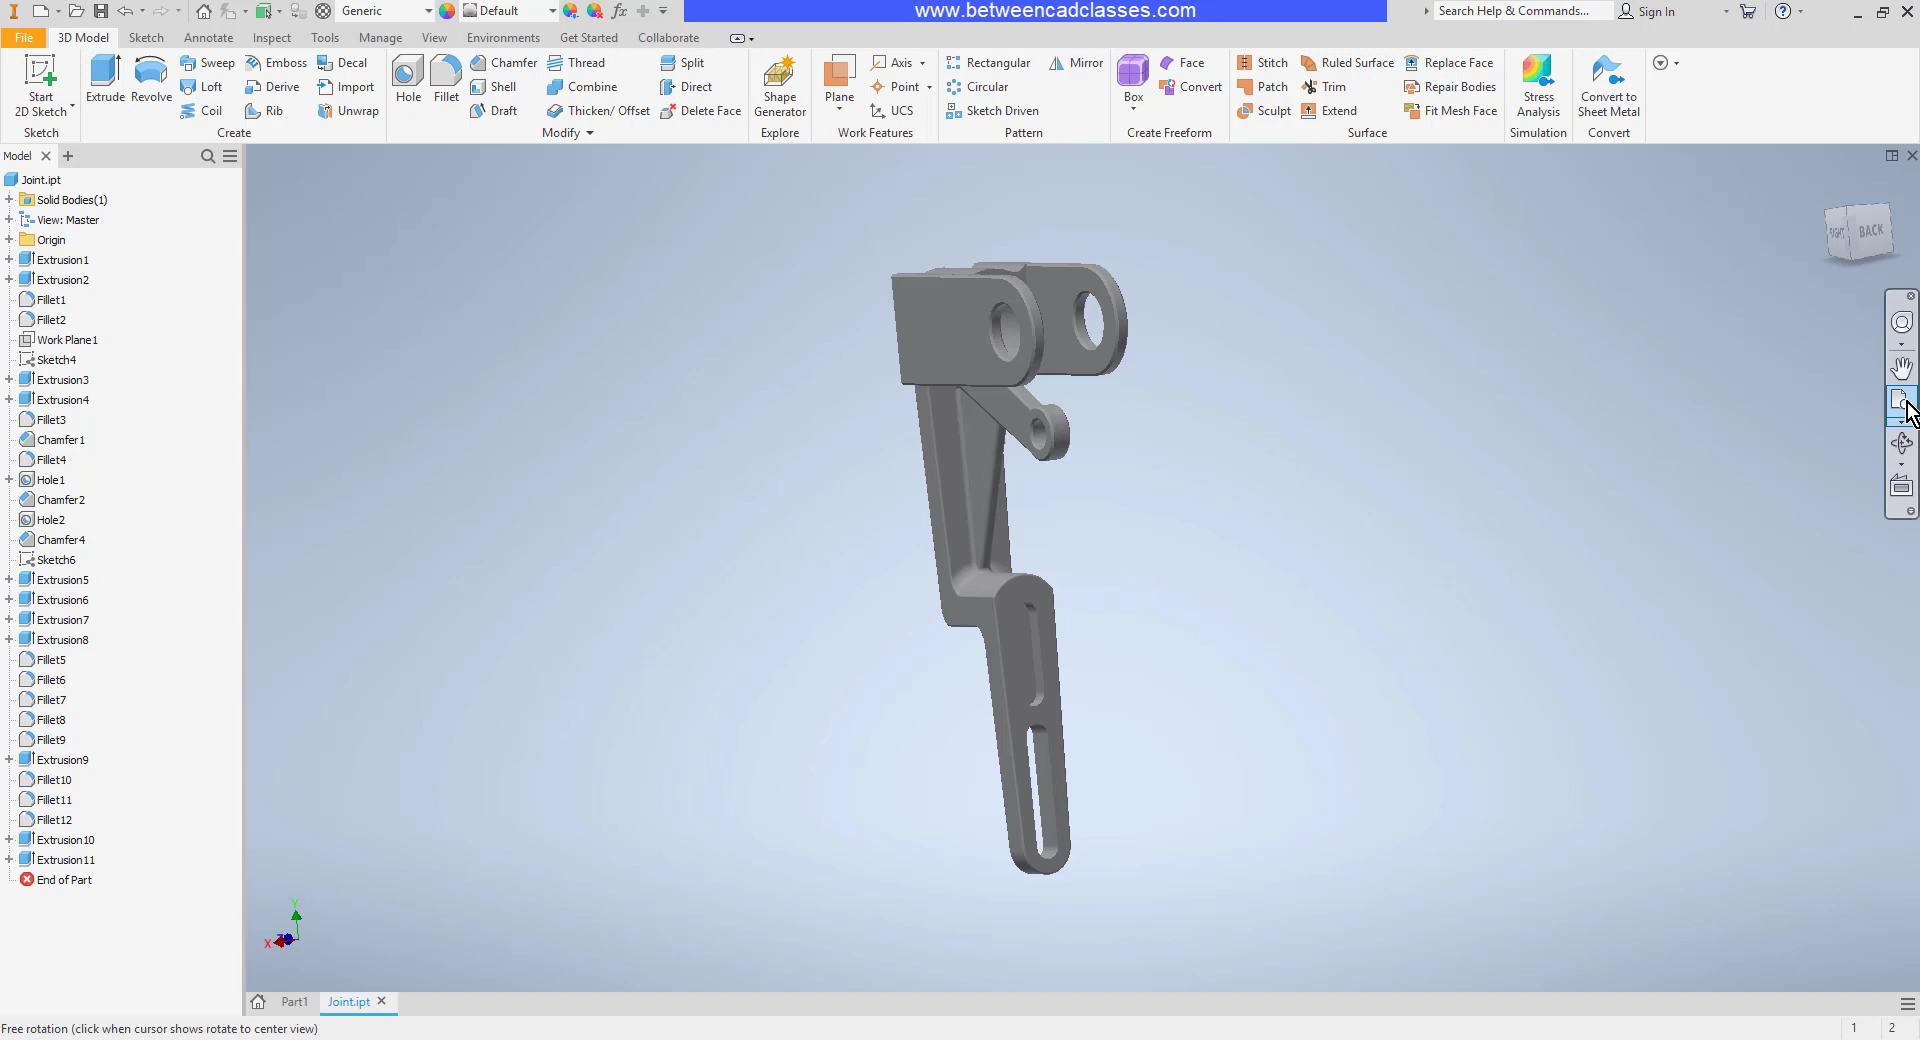 Generic
Default
fx
www.betweencadclasses.com
Search Help & Commands...
Sign In
File
3D Model
Sketch
Annotate
Inspect
Tools
Manage
View
Environments
Get Started
Collaborate
Start
2D Sketch
Sketch
Extrude
Revolve
Sweep
Emboss
Decal
Loft
Derive
Import
Coil
Rib
Unwrap
Create
Hole
Fillet
Chamfer
Thread
Split
Shell
Combine
Direct
Draft
Thicken/ Offset
Delete Face
Modify
Shape
Generator
Explore
Plane
Axis
Point
UCS
Work Features
Rectangular
Mirror
Circular
Sketch Driven
Pattern
Box
Face
Convert
Create Freeform
Stitch
Ruled Surface
Replace Face
Patch
Trim
Repair Bodies
Sculpt
Extend
Fit Mesh Face
Surface
Stress
Analysis
Simulation
Convert to
Sheet Metal
Convert
Model
Joint.ipt
Solid Bodies(1)
View: Master
Origin
Extrusion1
Extrusion2
Fillet1
Fillet2
Work Plane1
Sketch4
Extrusion3
Extrusion4
Fillet3
Chamfer1
Fillet4
Hole1
Chamfer2
Hole2
Chamfer4
Sketch6
Extrusion5
Extrusion6
Extrusion7
Extrusion8
Fillet5
Fillet6
Fillet7
Fillet8
Fillet9
Extrusion9
Fillet10
Fillet11
Fillet12
Extrusion10
Extrusion11
End of Part
RIGHT
BACK
Y
X
Z
Part1
Joint.ipt
Free rotation (click when cursor shows rotate to center view)
1
2